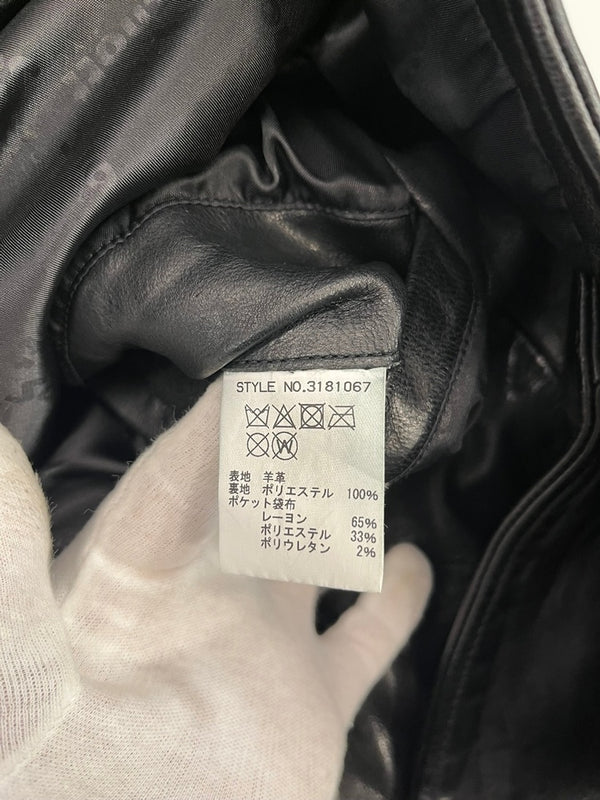 STYLE NO.3181067
W
表地 羊革
裏地 ポリエステル 100%
ポケット袋布
レーヨン 65%
ポリエステル 33%
ポリウレタン 2%